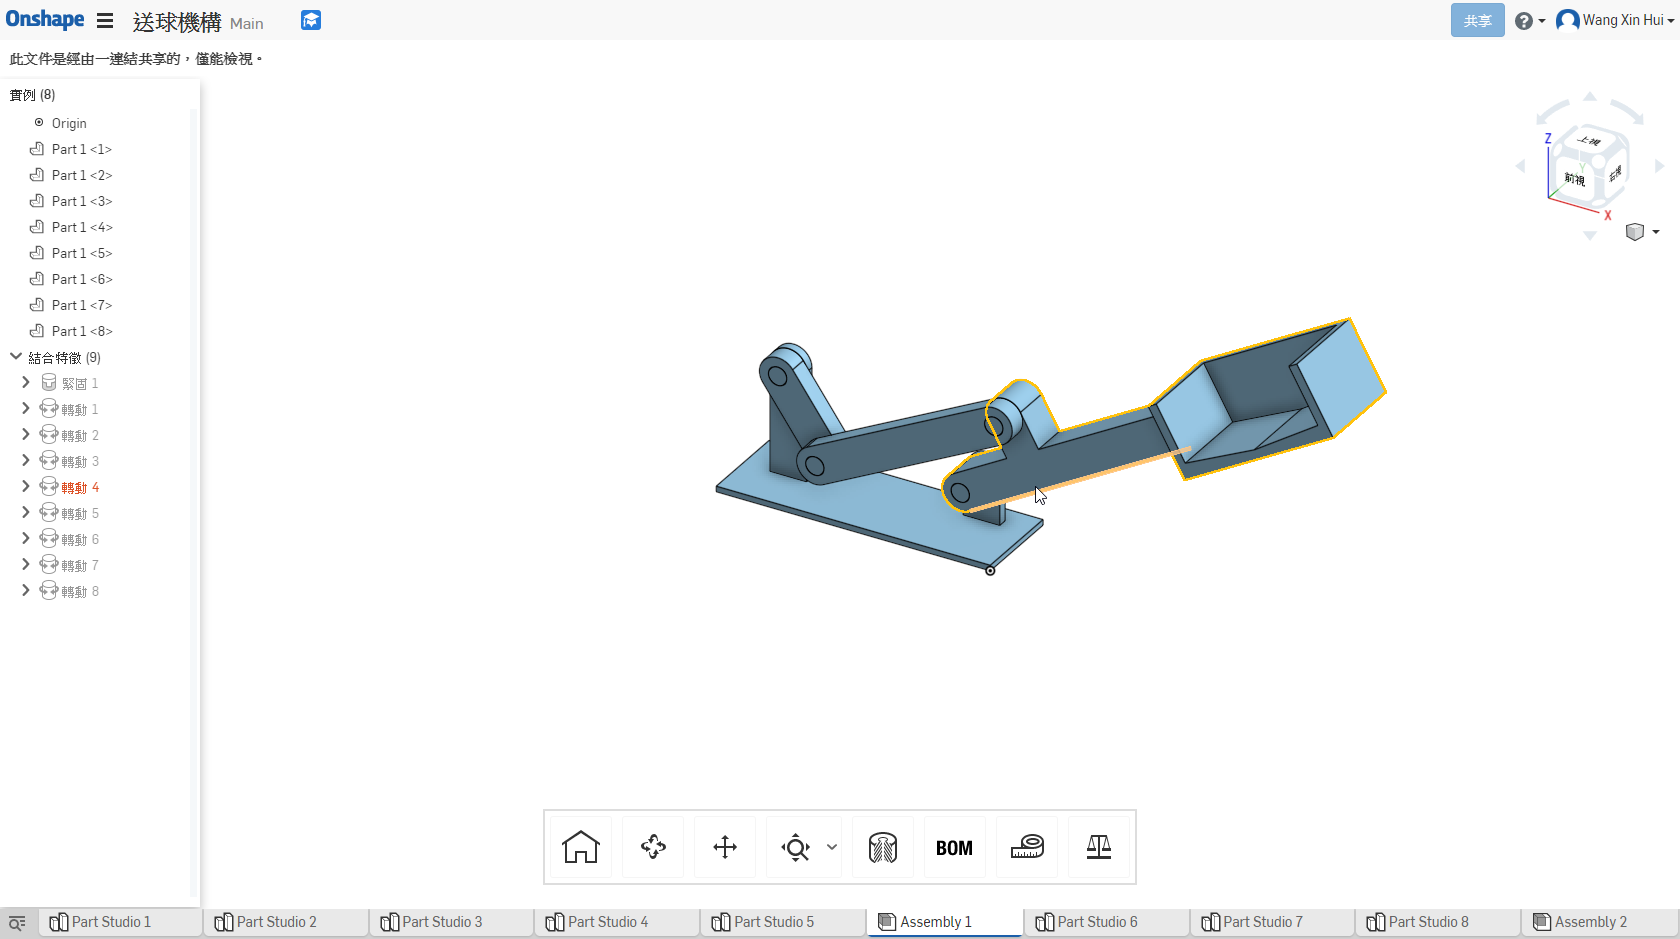 Onshape 送球機構 Main 共享 Wang Xin Hui
此文件是經由一連結共享的，僅能檢視。
實例 (8)
Origin
Part 1 <1>
Part 1 <2>
Part 1 <3>
Part 1 <4>
Part 1 <5>
Part 1 <6>
Part 1 <7>
Part 1 <8>
結合特徵 (9)
緊固 1
轉動 1
轉動 2
轉動 3
轉動 4
轉動 5
轉動 6
轉動 7
轉動 8
Z
上視
前視
右視
Y
X
BOM
Part Studio 1 Part Studio 2 Part Studio 3 Part Studio 4 Part Studio 5 Assembly 1 Part Studio 6 Part Studio 7 Part Studio 8 Assembly 2